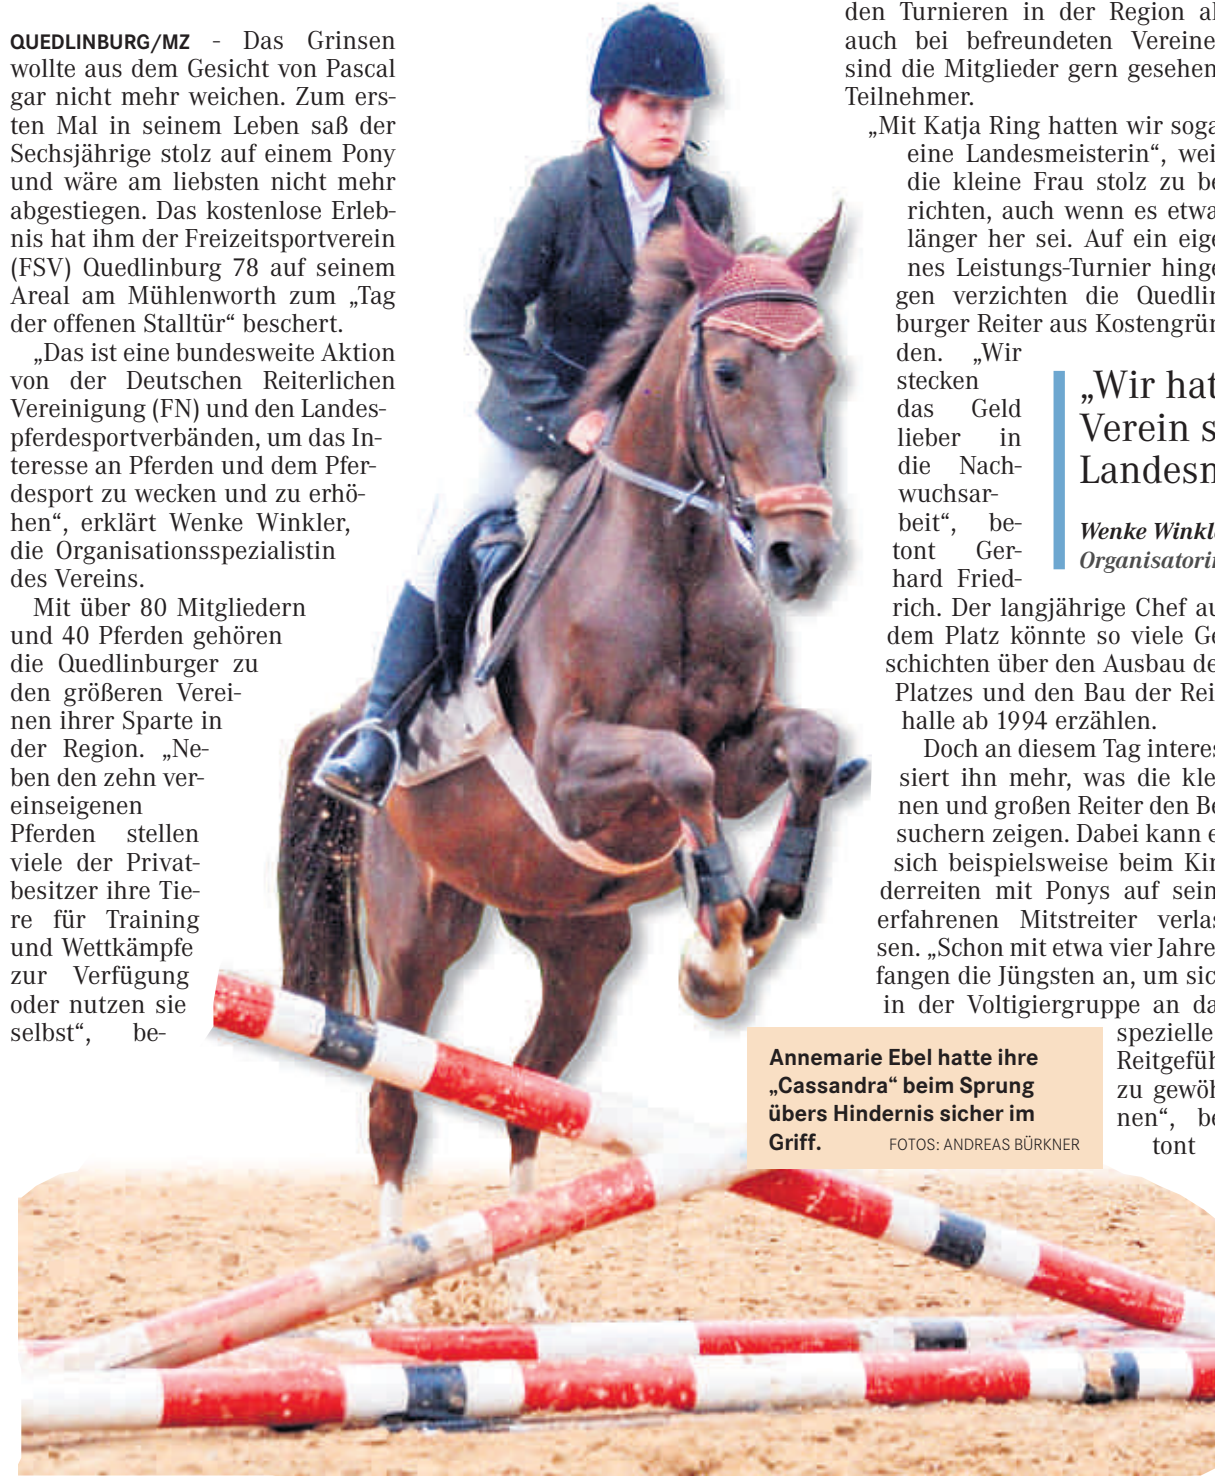 QUEDLINBURG/MZ - Das Grinsen
wollte aus dem Gesicht von Pascal
gar nicht mehr weichen. Zum ers-
ten Mal in seinem Leben saß der
Sechsjährige stolz auf einem Pony
und wäre am liebsten nicht mehr
abgestiegen. Das kostenlose Erleb-
nis hat ihm der Freizeitsportverein
(FSV) Quedlinburg 78 auf seinem
Areal am Mühlenworth zum „Tag
der offenen Stalltür“ beschert.
„Das ist eine bundesweite Aktion
von der Deutschen Reiterlichen
Vereinigung (FN) und den Landes-
pferdesportverbänden, um das In-
teresse an Pferden und dem Pfer-
desport zu wecken und zu erhö-
hen“, erklärt Wenke Winkler,
die Organisationsspezialistin
des Vereins.
Mit über 80 Mitgliedern
und 40 Pferden gehören
die Quedlinburger zu
den größeren Verei-
nen ihrer Sparte in
der Region. „Ne-
ben den zehn ver-
einseigenen
Pferden stellen
viele der Privat-
besitzer ihre Tie-
re für Training
und Wettkämpfe
zur Verfügung
oder nutzen sie
selbst“, be-
den Turnieren in der Region al
auch bei befreundeten Vereine
sind die Mitglieder gern gesehen
Teilnehmer.
„Mit Katja Ring hatten wir soga
eine Landesmeisterin“, wei
die kleine Frau stolz zu be
richten, auch wenn es etwa
länger her sei. Auf ein eige
nes Leistungs-Turnier hinge
gen verzichten die Quedlin
burger Reiter aus Kostengrün
den. „Wir
stecken
das Geld
lieber in
die Nach-
wuchsar-
beit“, be-
tont Ger-
hard Fried-
rich. Der langjährige Chef au
dem Platz könnte so viele Ge
schichten über den Ausbau de
Platzes und den Bau der Rei
halle ab 1994 erzählen.
Doch an diesem Tag interes
siert ihn mehr, was die klei
nen und großen Reiter den Be
suchern zeigen. Dabei kann e
sich beispielsweise beim Kin
derreiten mit Ponys auf sein
erfahrenen Mitstreiter verlas
sen. „Schon mit etwa vier Jahre
fangen die Jüngsten an, um sic
in der Voltigiergruppe an da
spezielle
Reitgefüh
zu gewöh
nen“, be
tont
„Wir hat
Verein s
Landesm
Wenke Winkl
Organisatorin
Annemarie Ebel hatte ihre
„Cassandra“ beim Sprung
übers Hindernis sicher im
Griff. FOTOS: ANDREAS BÜRKNER